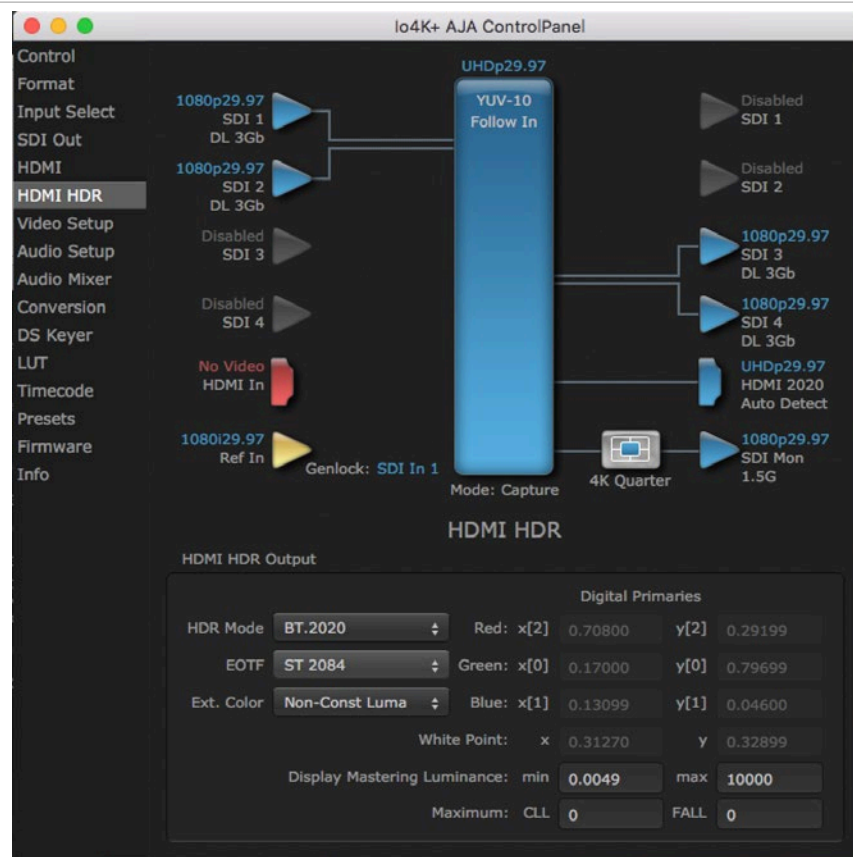 Io4K+ AJA ControlPanel
Control
Format
Input Select
SDI Out
HDMI
HDMI HDR
Video Setup
Audio Setup
Audio Mixer
Conversion
DS Keyer
LUT
Timecode
Presets
Firmware
Info
1080p29.97
SDI 1
DL 3Gb
1080p29.97
SDI 2
DL 3Gb
Disabled
SDI 3
Disabled
SDI 4
No Video
HDMI In
1080i29.97
Ref In
Genlock: SDI In 1
UHDp29.97
YUV-10
Follow In
Mode: Capture
Disabled
SDI 1
Disabled
SDI 2
1080p29.97
SDI 3
DL 3Gb
1080p29.97
SDI 4
DL 3Gb
UHDp29.97
HDMI 2020
Auto Detect
4K Quarter
1080p29.97
SDI Mon
1.5G
HDMI HDR
HDMI HDR Output
Digital Primaries
HDR Mode BT.2020 Red: x[2] 0.70800 y[2] 0.29199
EOTF ST 2084 Green: x[0] 0.17000 y[0] 0.79699
Ext. Color Non-Const Luma Blue: x[1] 0.13099 y[1] 0.04600
White Point: x 0.31270 y 0.32899
Display Mastering Luminance: min 0.0049 max 10000
Maximum: CLL 0 FALL 0